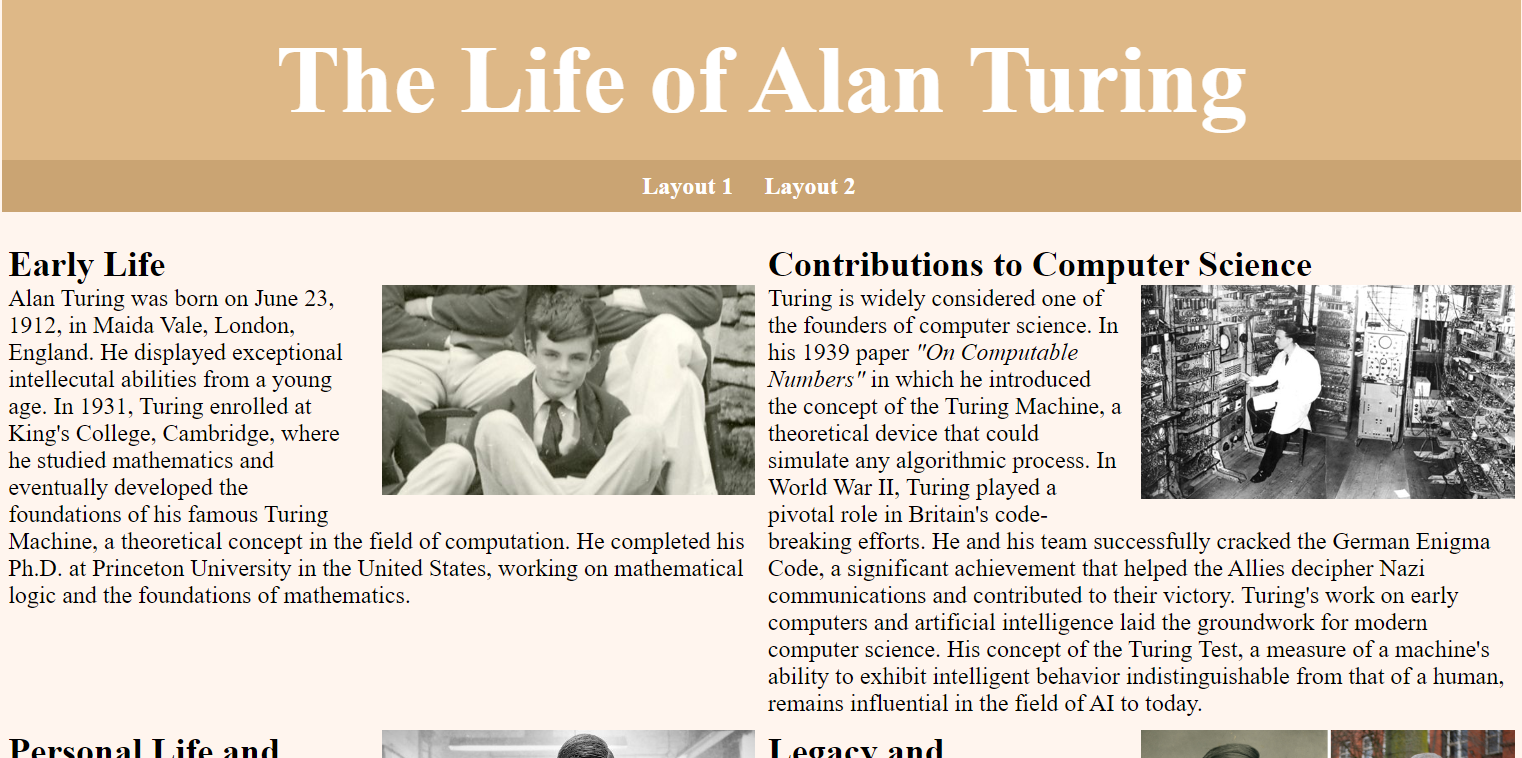 The Life of Alan Turing
Layout 1 Layout 2
Early Life
Alan Turing was born on June 23,
1912, in Maida Vale, London,
England. He displayed exceptional
intellecutal abilities from a young
age. In 1931, Turing enrolled at
King's College, Cambridge, where
he studied mathematics and
eventually developed the
foundations of his famous Turing
Machine, a theoretical concept in the field of computation. He completed his
Ph.D. at Princeton University in the United States, working on mathematical
logic and the foundations of mathematics.
Contributions to Computer Science
Turing is widely considered one of
the founders of computer science. In
his 1939 paper "On Computable
Numbers" in which he introduced
the concept of the Turing Machine, a
theoretical device that could
simulate any algorithmic process. In
World War II, Turing played a
pivotal role in Britain's code-
breaking efforts. He and his team successfully cracked the German Enigma
Code, a significant achievement that helped the Allies decipher Nazi
communications and contributed to their victory. Turing's work on early
computers and artificial intelligence laid the groundwork for modern
computer science. His concept of the Turing Test, a measure of a machine's
ability to exhibit intelligent behavior indistinguishable from that of a human,
remains influential in the field of AI to today.
Personal Life and
Legacy and